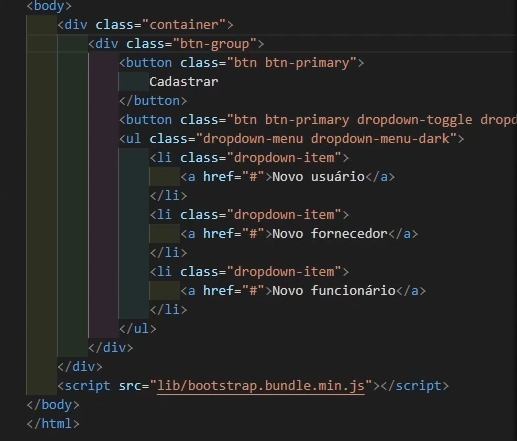 <body>
<div class="container">
<div class="btn-group">
<button class="btn btn-primary">
Cadastrar
</button>
<button class="btn btn-primary dropdown-toggle dropd
<ul class="dropdown-menu dropdown-menu-dark">
<li class="dropdown-item">
<a href="#">Novo usuário</a>
</li>
<li class="dropdown-item">
<a href="#">Novo fornecedor</a>
</li>
<li class="dropdown-item">
<a href="#">Novo funcionário</a>
</li>
</ul>
</div>
</div>
<script src="lib/bootstrap.bundle.min.js"></script>
</body>
</html>